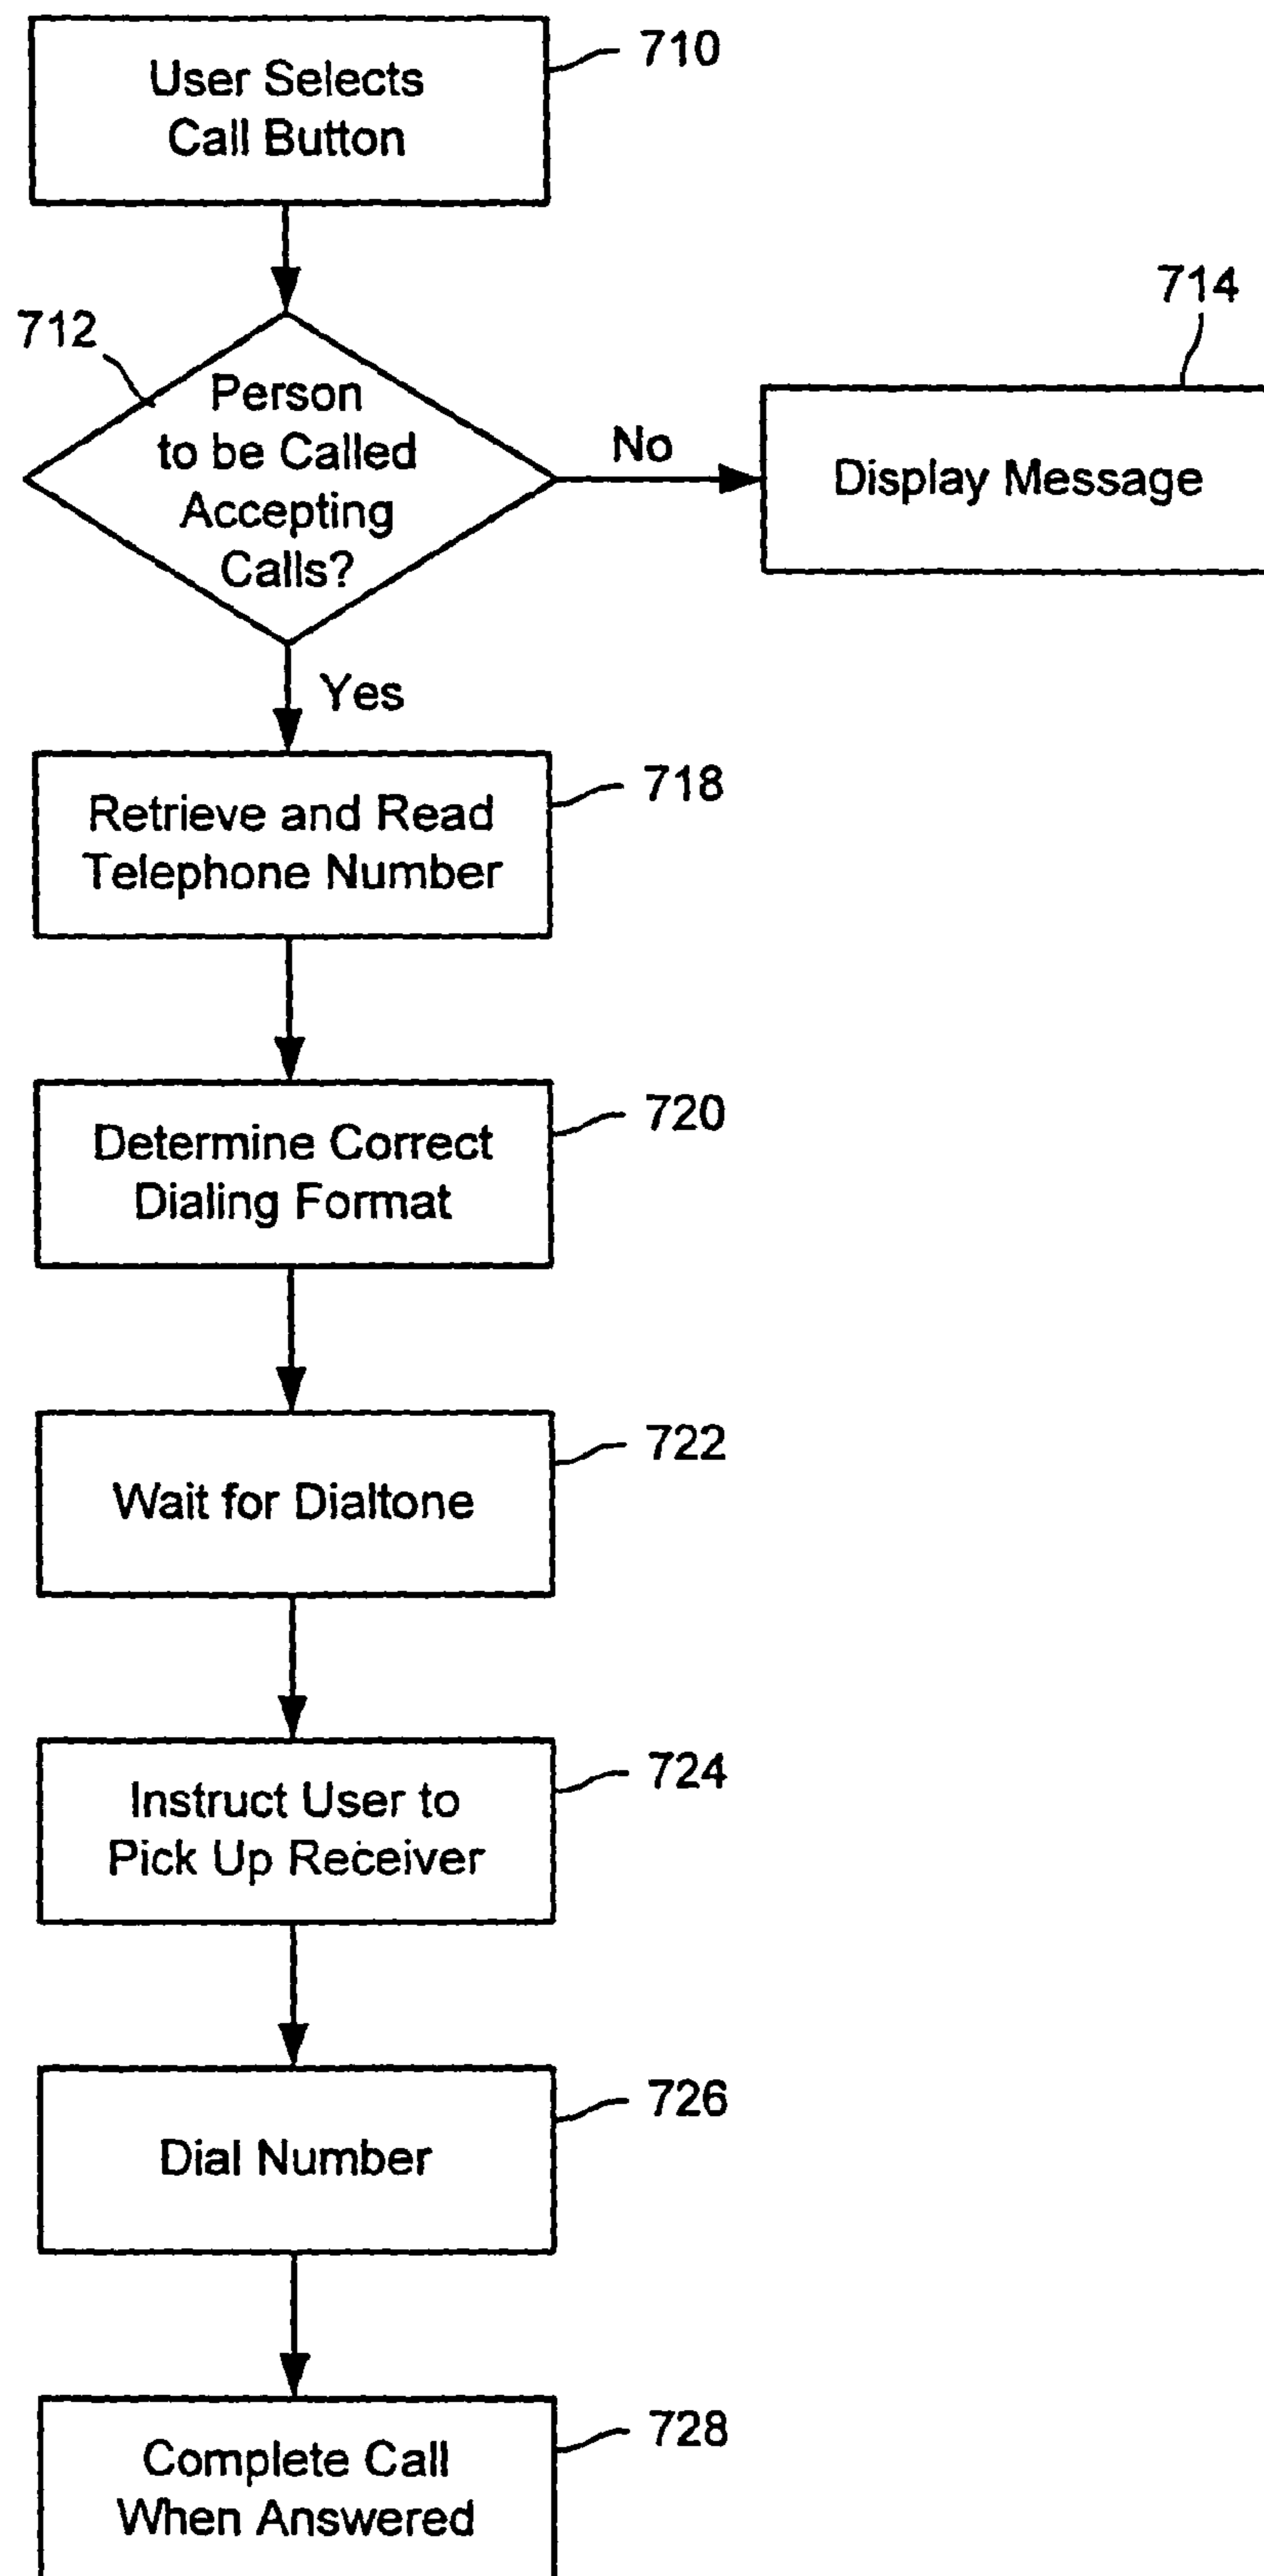 710
User Selects
Call Button
714
712
Person
to be Called
Accepting
Calls?
No
Display Message
Yes
718
Retrieve and Read
Telephone Number
720
Determine Correct
Dialing Format
722
Wait for Dialtone
724
Instruct User to
Pick Up Receiver
726
Dial Number
728
Complete Call
When Answered